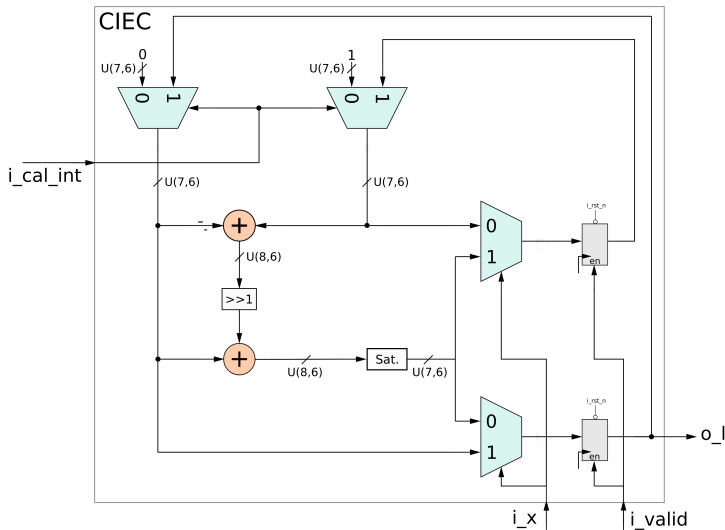 CIEC
0
U(7,6)
1
U(7,6)
0
1
0
1
i_cal_int
U(7,6)
U(7,6)
i_rst_n
+
0
1
en
U(8,6)
>>1
+
U(8,6)
Sat.
U(7,6)
i_rst_n
0
1
en
o_l
i_x
i_valid